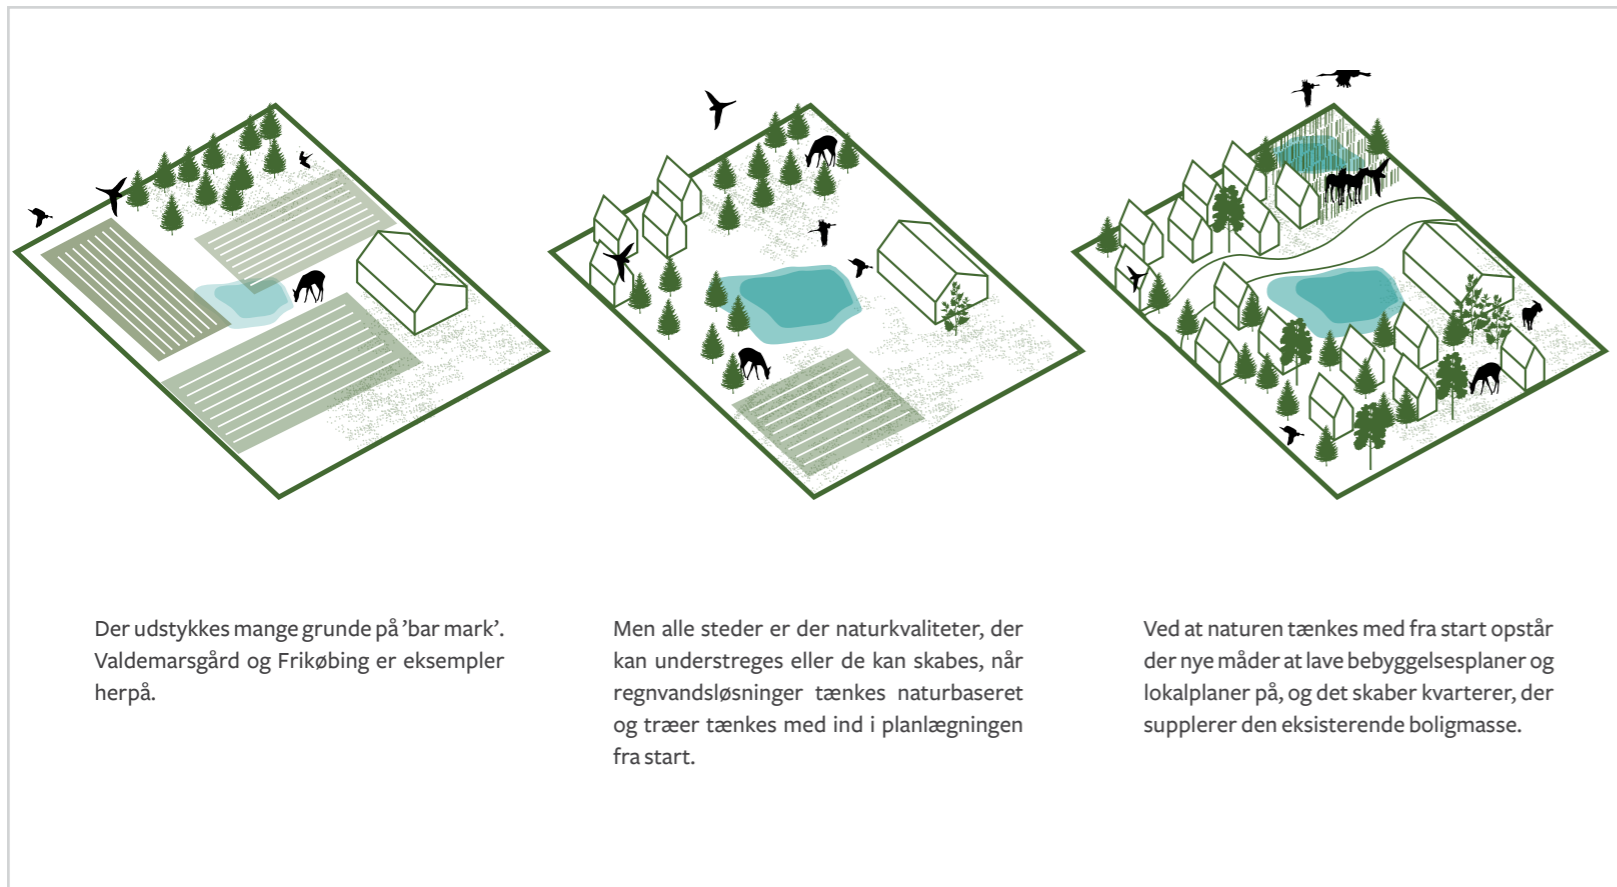 Der udstykkes mange grunde på ’bar mark’.
Valdemarsgård og Frikøbing er eksempler
herpå.
Men alle steder er der naturkvaliteter, der
kan understreges eller de kan skabes, når
regnvandsløsninger tænkes naturbaseret
og træer tænkes med ind i planlægningen
fra start.
Ved at naturen tænkes med fra start opstår
der nye måder at lave bebyggelsesplaner og
lokalplaner på, og det skaber kvarterer, der
supplerer den eksisterende boligmasse.